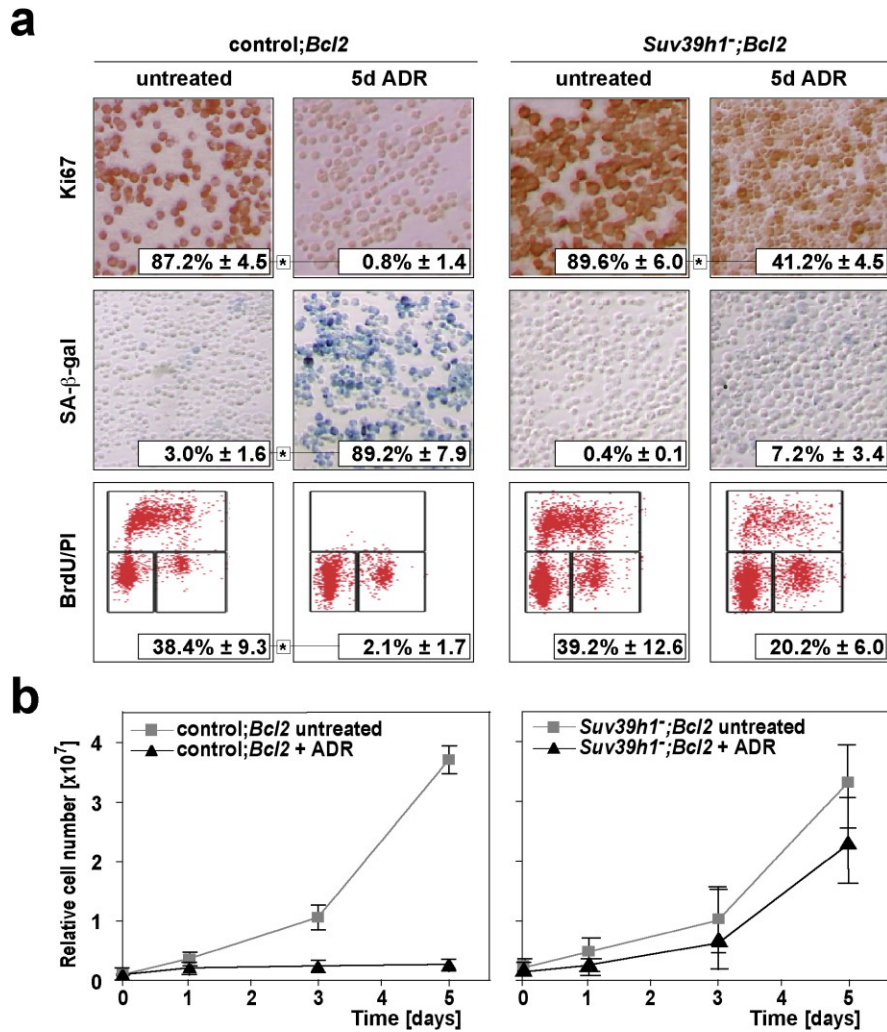 a
control;Bcl2
Suv39h1-;Bcl2
untreated
5d ADR
untreated
5d ADR
Ki67
87.2% ± 4.5
*
0.8% ± 1.4
89.6% ± 6.0
*
41.2% ± 4.5
SA-β-gal
3.0% ± 1.6
*
89.2% ± 7.9
0.4% ± 0.1
7.2% ± 3.4
BrdU/PI
38.4% ± 9.3
*
2.1% ± 1.7
39.2% ± 12.6
20.2% ± 6.0
b
Relative cell number [x10⁷]
4
3
2
1
0
control;Bcl2 untreated
control;Bcl2 + ADR
0
1
3
5
Time [days]
Suv39h1-;Bcl2 untreated
Suv39h1-;Bcl2 + ADR
0
1
2
3
4
5
Time [days]